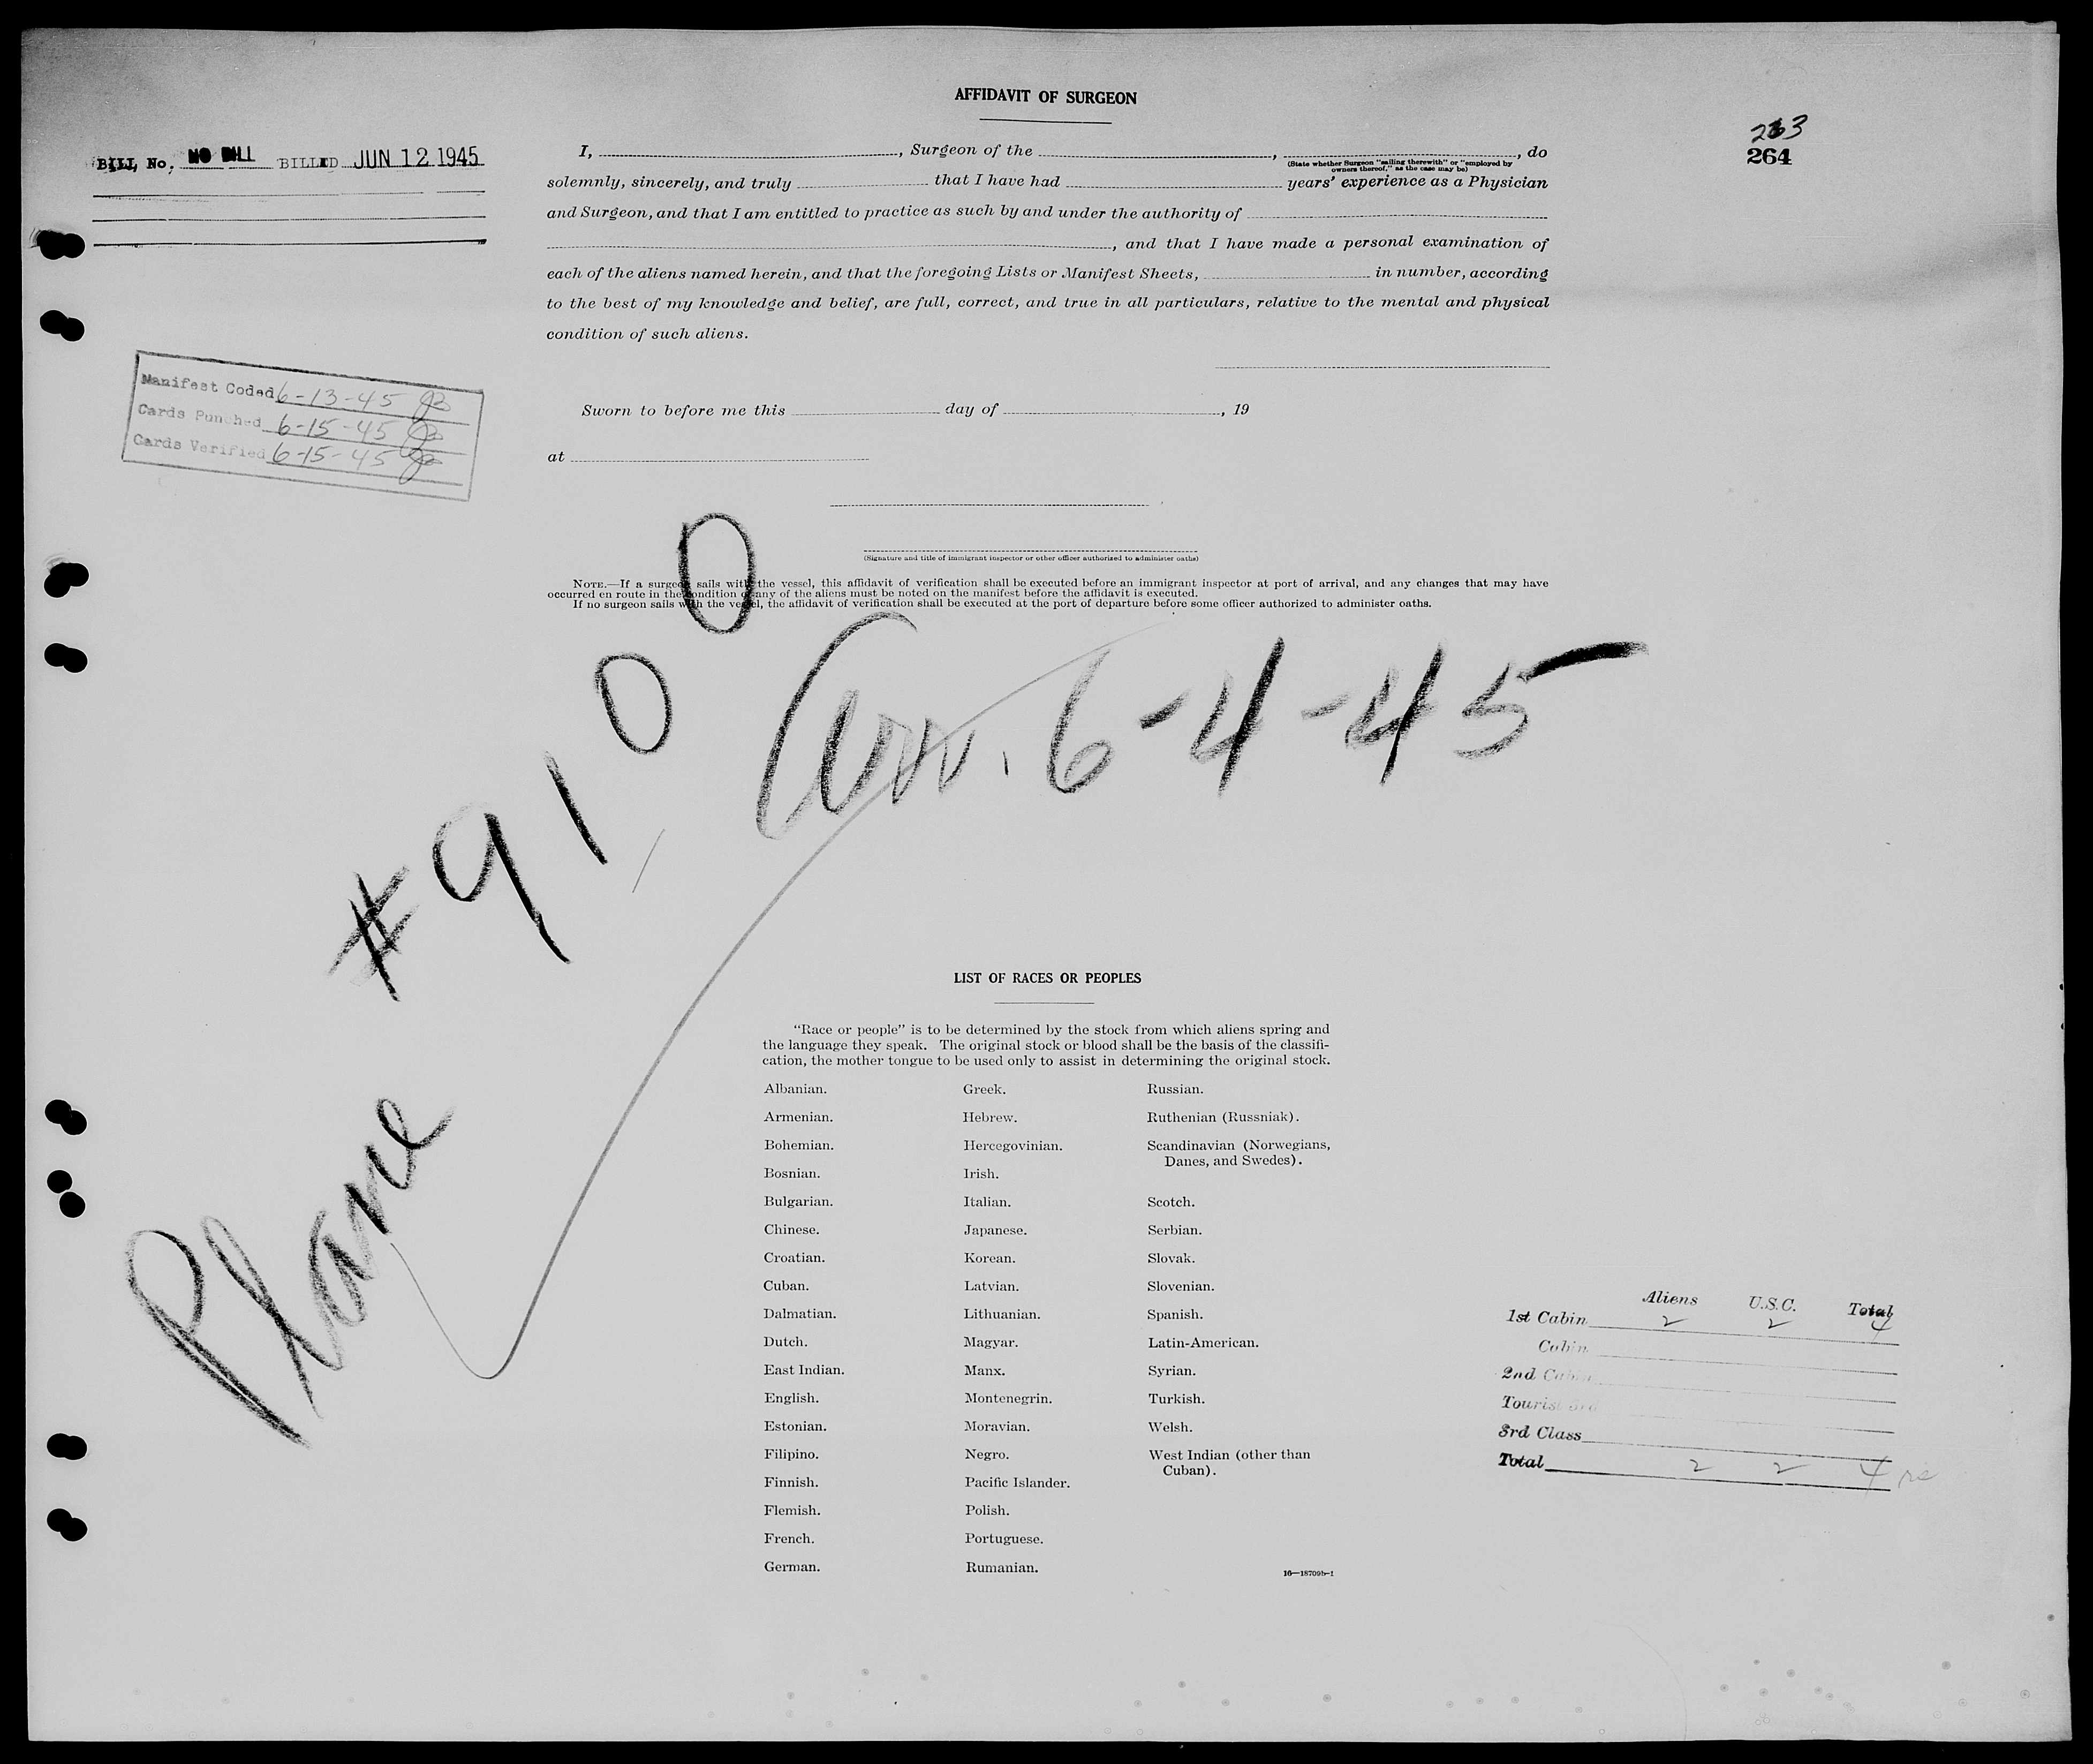 AFFIDAVIT OF SURGEON
263
264
BILL No. NO BILL BILLED JUN 12 1945
I, , Surgeon of the , , do
(State whether Surgeon "sailing therewith" or "employed by
owners thereof," as the case may be)
solemnly, sincerely, and truly that I have had years' experience as a Physician
and Surgeon, and that I am entitled to practice as such by and under the authority of
, and that I have made a personal examination of
each of the aliens named herein, and that the foregoing Lists or Manifest Sheets, in number, according
to the best of my knowledge and belief, are full, correct, and true in all particulars, relative to the mental and physical
condition of such aliens.
Manifest Coded 6-13-45
Cards Punched 6-15-45
Cards Verified 6-15-45
Sworn to before me this day of , 19
at
(Signature and title of immigrant inspector or other officer authorized to administer oaths)
NOTE.—If a surgeon sails with the vessel, this affidavit of verification shall be executed before an immigrant inspector at port of arrival, and any changes that may have
occurred en route in the condition of any of the aliens must be noted on the manifest before the affidavit is executed.
If no surgeon sails with the vessel, the affidavit of verification shall be executed at the port of departure before some officer authorized to administer oaths.
Plane #9100
Arr. 6-4-45
LIST OF RACES OR PEOPLES
"Race or people" is to be determined by the stock from which aliens spring and
the language they speak. The original stock or blood shall be the basis of the classifi-
cation, the mother tongue to be used only to assist in determining the original stock.
Albanian. Greek. Russian.
Armenian. Hebrew. Ruthenian (Russniak).
Bohemian. Hercegovinian. Scandinavian (Norwegians,
Danes, and Swedes).
Bosnian. Irish.
Bulgarian. Italian. Scotch.
Chinese. Japanese. Serbian.
Croatian. Korean. Slovak.
Cuban. Latvian. Slovenian.
Dalmatian. Lithuanian. Spanish.
Dutch. Magyar. Latin-American.
East Indian. Manx. Syrian.
English. Montenegrin. Turkish.
Estonian. Moravian. Welsh.
Filipino. Negro. West Indian (other than
Cuban).
Finnish. Pacific Islander.
Flemish. Polish.
French. Portuguese.
German. Rumanian.
16—18709b-1
Aliens U.S.C. Total
1st Cabin 2 2 4
Cabin
2nd Cabin
Tourist 3rd
3rd Class
Total 2 2 4